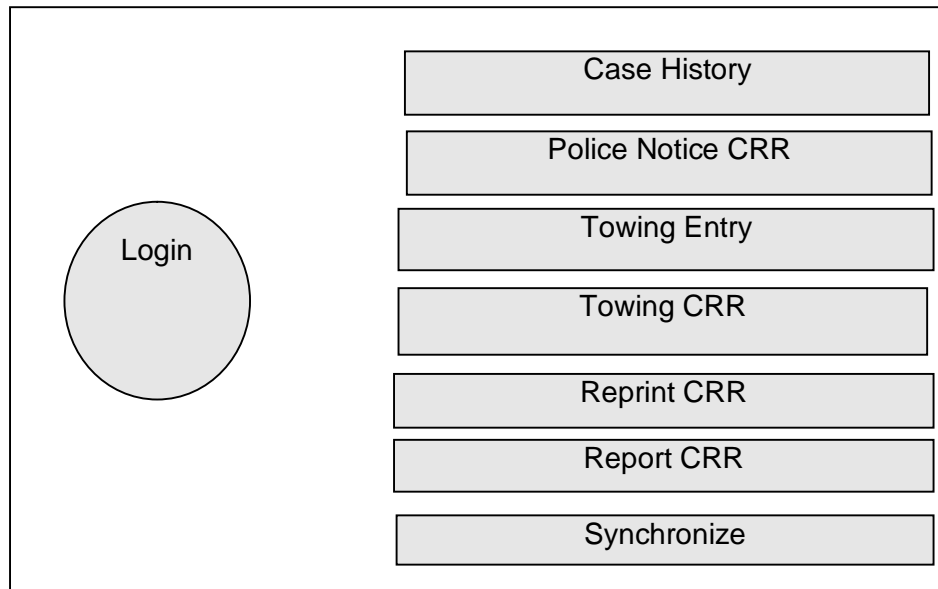 Login
Case History
Police Notice CRR
Towing Entry
Towing CRR
Reprint CRR
Report CRR
Synchronize